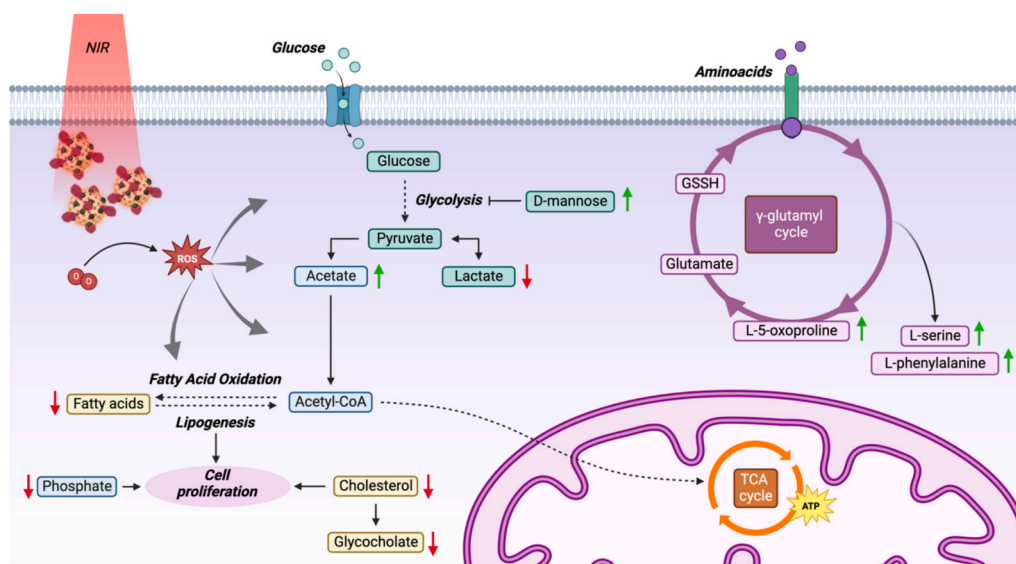 NIR
Glucose
Aminoacids
Glucose
Glycolysis
D-mannose
GSSH
γ-glutamyl
cycle
Pyruvate
ROS
O O
Acetate
Lactate
Glutamate
L-5-oxoproline
L-serine
L-phenylalanine
Fatty Acid Oxidation
Fatty acids
Acetyl-CoA
Lipogenesis
Cell
proliferation
Phosphate
Cholesterol
Glycocholate
TCA
cycle
ATP